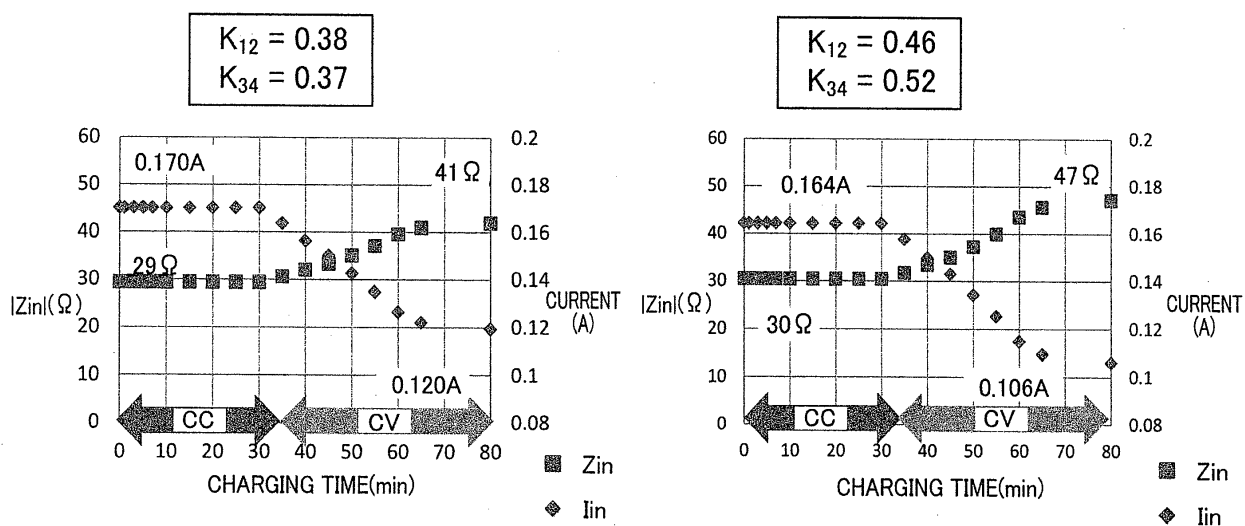 K12 = 0.38
K34 = 0.37
60
50
40
30
20
10
0
|Zin|(Ω)
0.170A
29Ω
41Ω
0.120A
0.2
0.18
0.16
0.14
0.12
0.1
0.08
CURRENT
(A)
CC
CV
0 10 20 30 40 50 60 70 80
CHARGING TIME(min)
Zin
Iin
K12 = 0.46
K34 = 0.52
60
50
40
30
20
10
0
|Zin|(Ω)
0.164A
30Ω
47Ω
0.106A
0.2
0.18
0.16
0.14
0.12
0.1
0.08
CURRENT
(A)
CC
CV
0 10 20 30 40 50 60 70 80
CHARGING TIME(min)
Zin
Iin